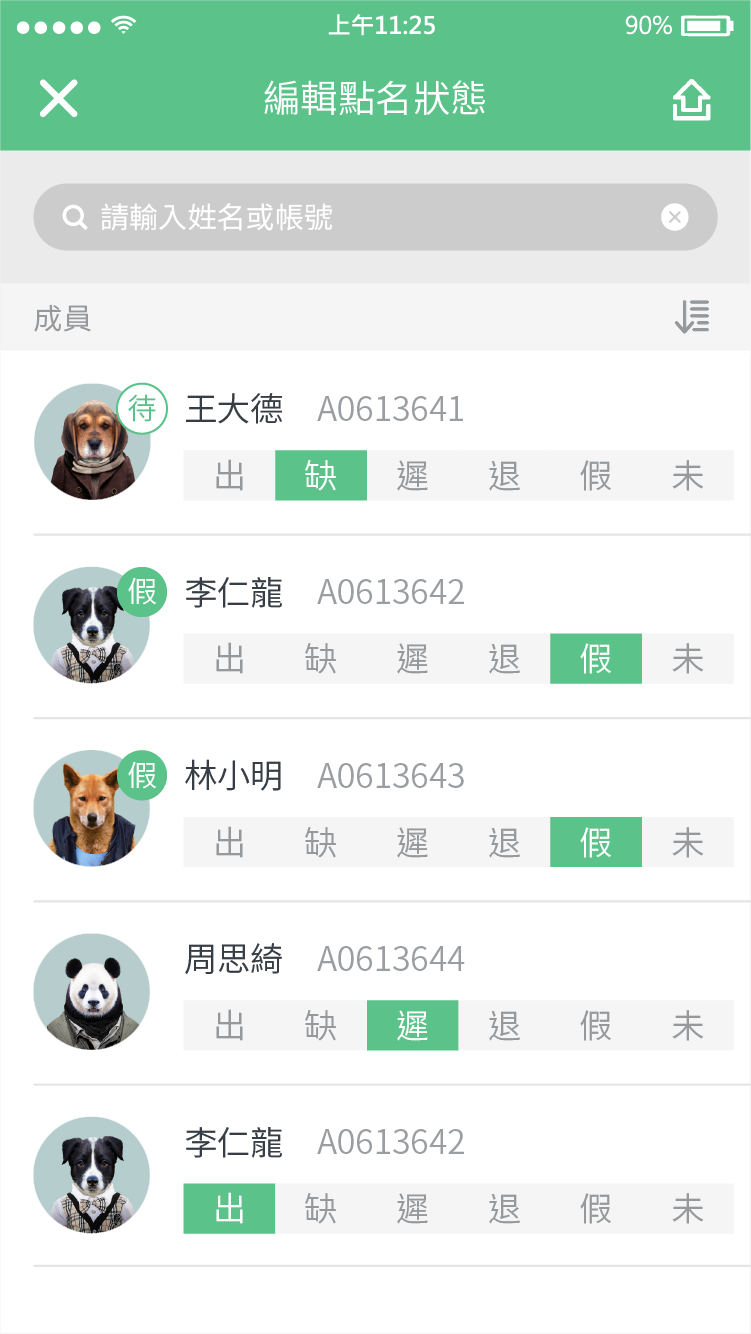 上午11:25 90%
編輯點名狀態
請輸入姓名或帳號
成員
待 王大德 A0613641
出 缺 遲 退 假 未
假 李仁龍 A0613642
出 缺 遲 退 假 未
假 林小明 A0613643
出 缺 遲 退 假 未
周思綺 A0613644
出 缺 遲 退 假 未
李仁龍 A0613642
出 缺 遲 退 假 未